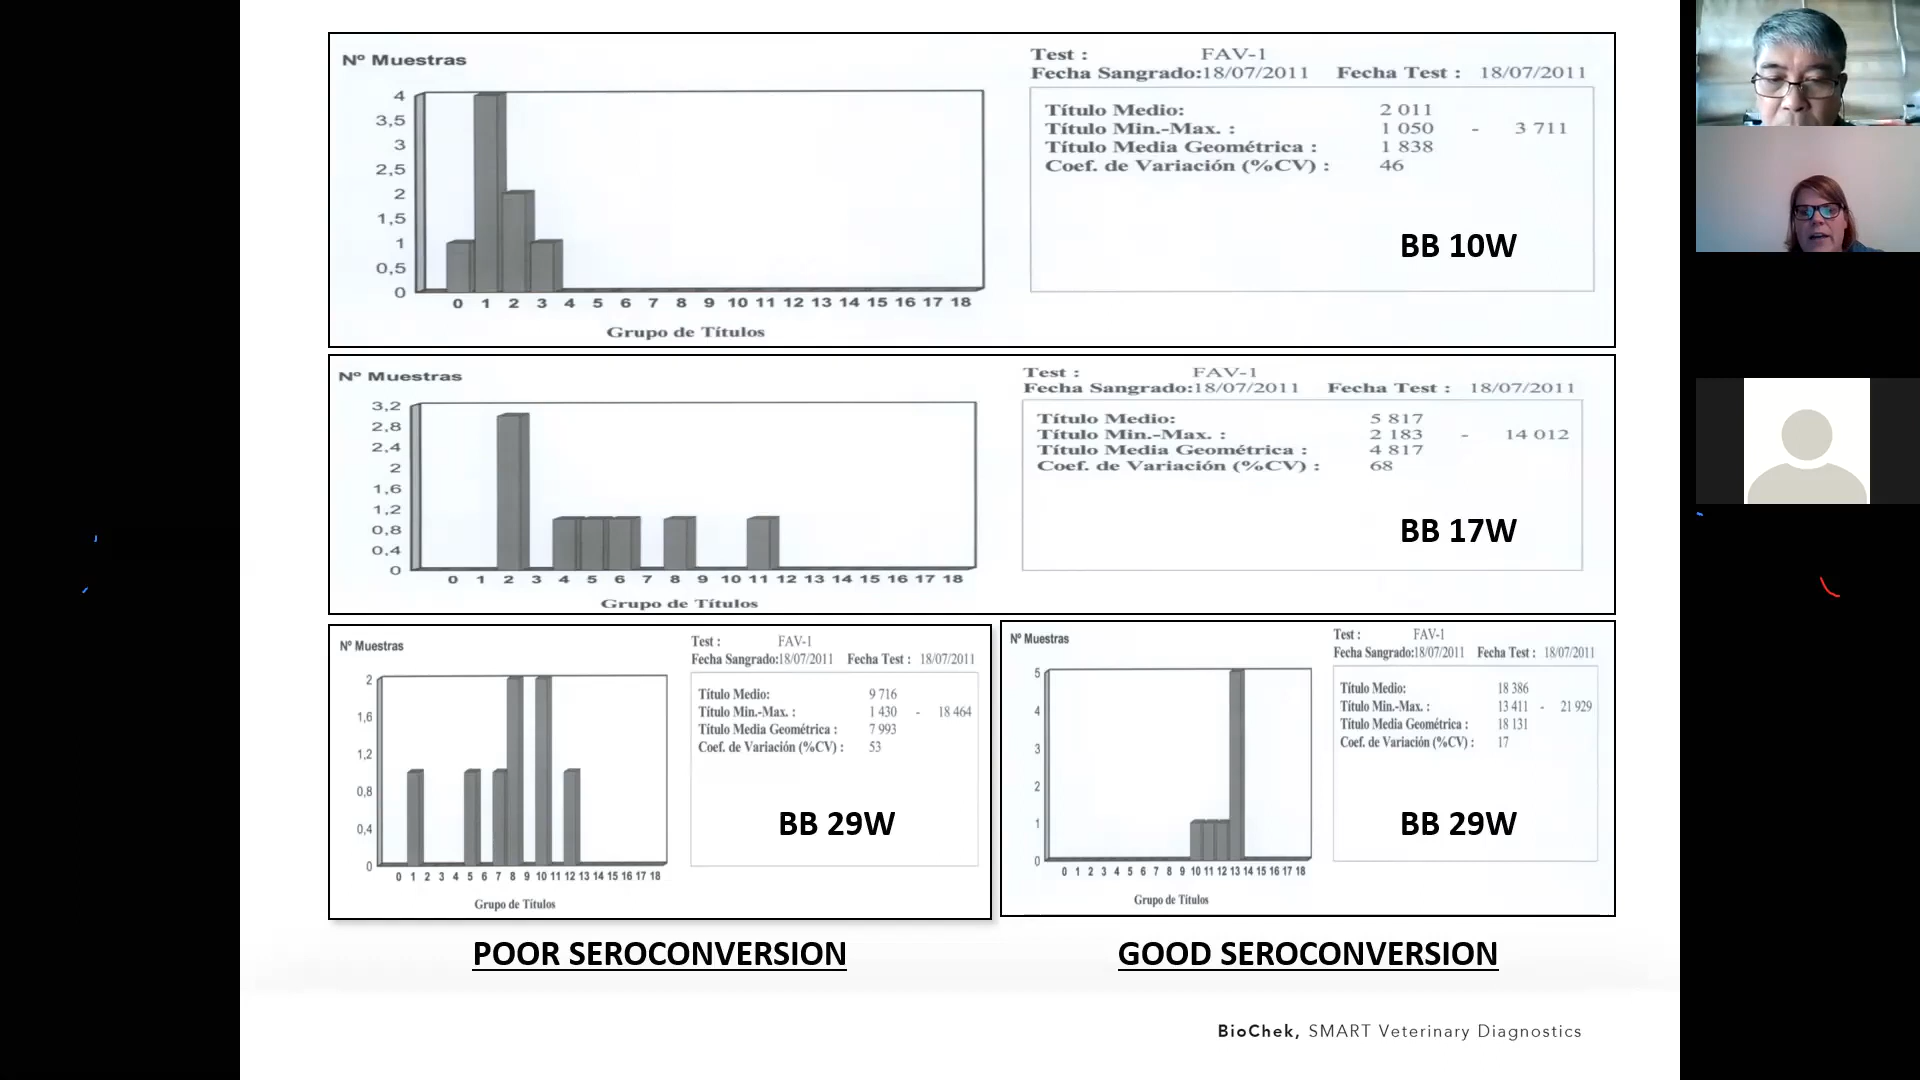 Nº Muestras
Test : FAV-1
Fecha Sangrado:18/07/2011 Fecha Test : 18/07/2011
4
3,5
3
2,5
2
1,5
1
0,5
0
0 1 2 3 4 5 6 7 8 9 10 11 12 13 14 15 16 17 18
Grupo de Títulos
Título Medio: 2 011
Título Min.-Max. : 1 050 - 3 711
Título Media Geométrica : 1 838
Coef. de Variación (%CV) : 46
BB 10W
Nº Muestras
Test : FAV-1
Fecha Sangrado:18/07/2011 Fecha Test : 18/07/2011
3,2
2,8
2,4
2
1,6
1,2
0,8
0,4
0
0 1 2 3 4 5 6 7 8 9 10 11 12 13 14 15 16 17 18
Grupo de Títulos
Título Medio: 5 817
Título Min.-Max. : 2 183 - 14 012
Título Media Geométrica : 4 817
Coef. de Variación (%CV) : 68
BB 17W
Nº Muestras
Test : FAV-1
Fecha Sangrado:18/07/2011 Fecha Test : 18/07/2011
2
1,6
1,2
0,8
0,4
0
0 1 2 3 4 5 6 7 8 9 10 11 12 13 14 15 16 17 18
Grupo de Títulos
Título Medio: 9 716
Título Min.-Max. : 1 430 - 18 464
Título Media Geométrica : 7 993
Coef. de Variación (%CV) : 53
BB 29W
Nº Muestras
Test : FAV-1
Fecha Sangrado:18/07/2011 Fecha Test : 18/07/2011
5
4
3
2
1
0
0 1 2 3 4 5 6 7 8 9 10 11 12 13 14 15 16 17 18
Grupo de Títulos
Título Medio: 18 386
Título Min.-Max. : 13 411 - 21 929
Título Media Geométrica : 18 131
Coef. de Variación (%CV) : 17
BB 29W
POOR SEROCONVERSION
GOOD SEROCONVERSION
BioChek, SMART Veterinary Diagnostics